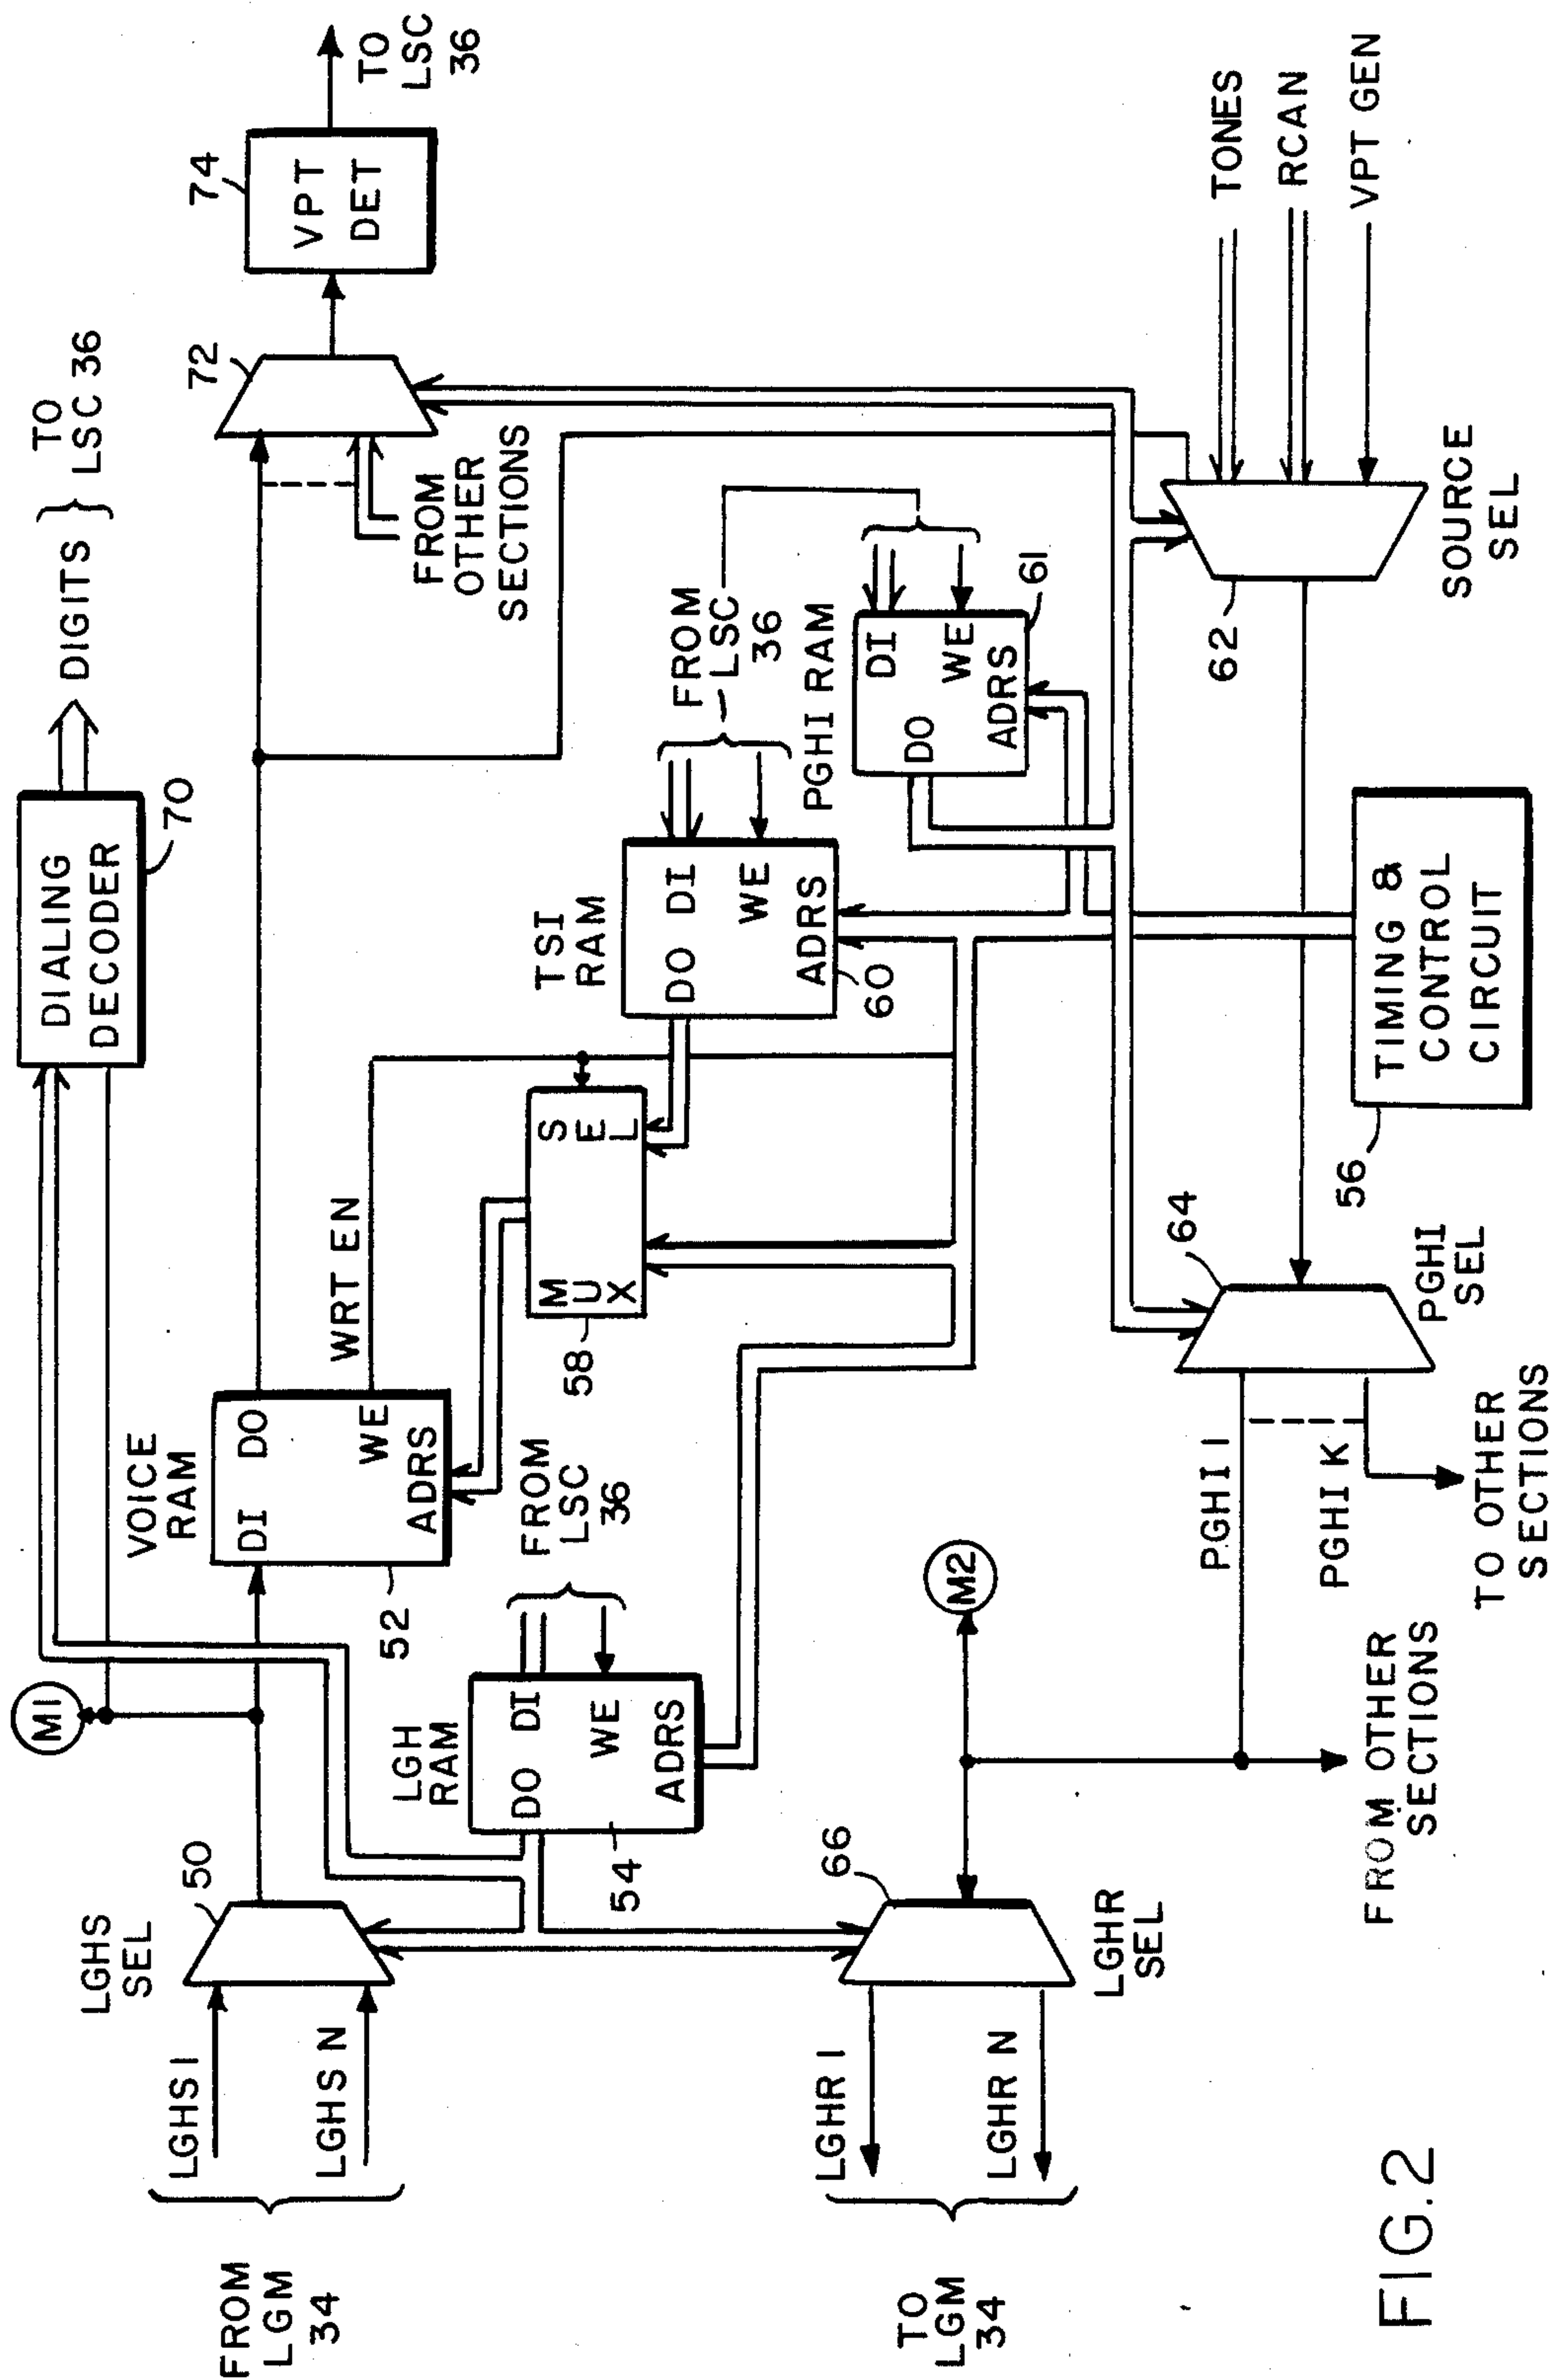 FROM
LGM
34
LGHS 1
LGHS N
LGHS
SEL
50
M1
VOICE
RAM
DI DO
WE
ADRS
52
WRT EN
DIALING
DECODER
70
DIGITS
TO
LSC 36
72
FROM
OTHER
SECTIONS
74
VPT
DET
TO
LSC
36
LGH
RAM
DO DI
WE
ADRS
54
FROM
LSC
36
MUX
SEL
58
TSI
RAM
DO DI
WE
ADRS
60
FROM
LSC
36
PGHI RAM
DO
DI
WE
ADRS
61
TO
LGM
34
LGHR 1
LGHR N
LGHR
SEL
66
M2
FROM OTHER
SECTIONS
PGHI 1
PGHI K
TO OTHER
SECTIONS
64
PGHI
SEL
56
TIMING &
CONTROL
CIRCUIT
62
SOURCE
SEL
TONES
RCAN
VPT GEN
FIG.2